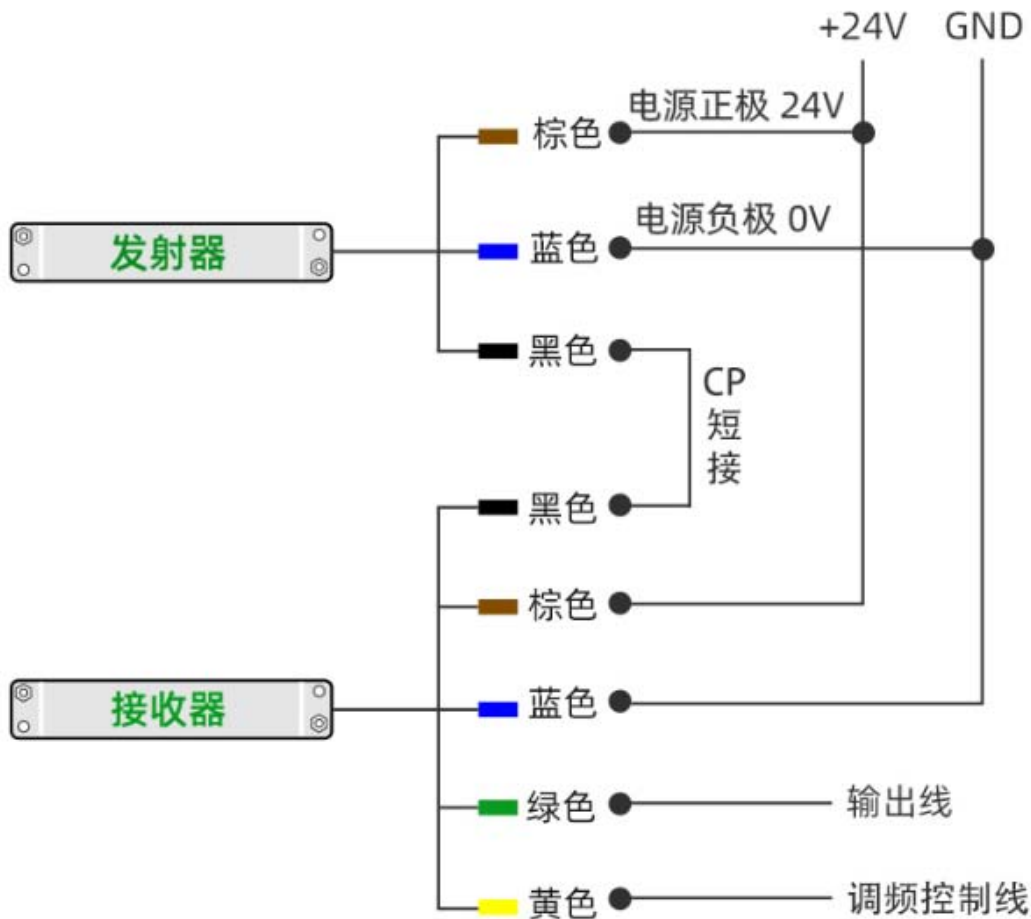 +24V GND
电源正极 24V
棕色
电源负极 0V
蓝色
发射器
黑色
CP
短
接
黑色
棕色
接收器
蓝色
绿色
输出线
黄色
调频控制线